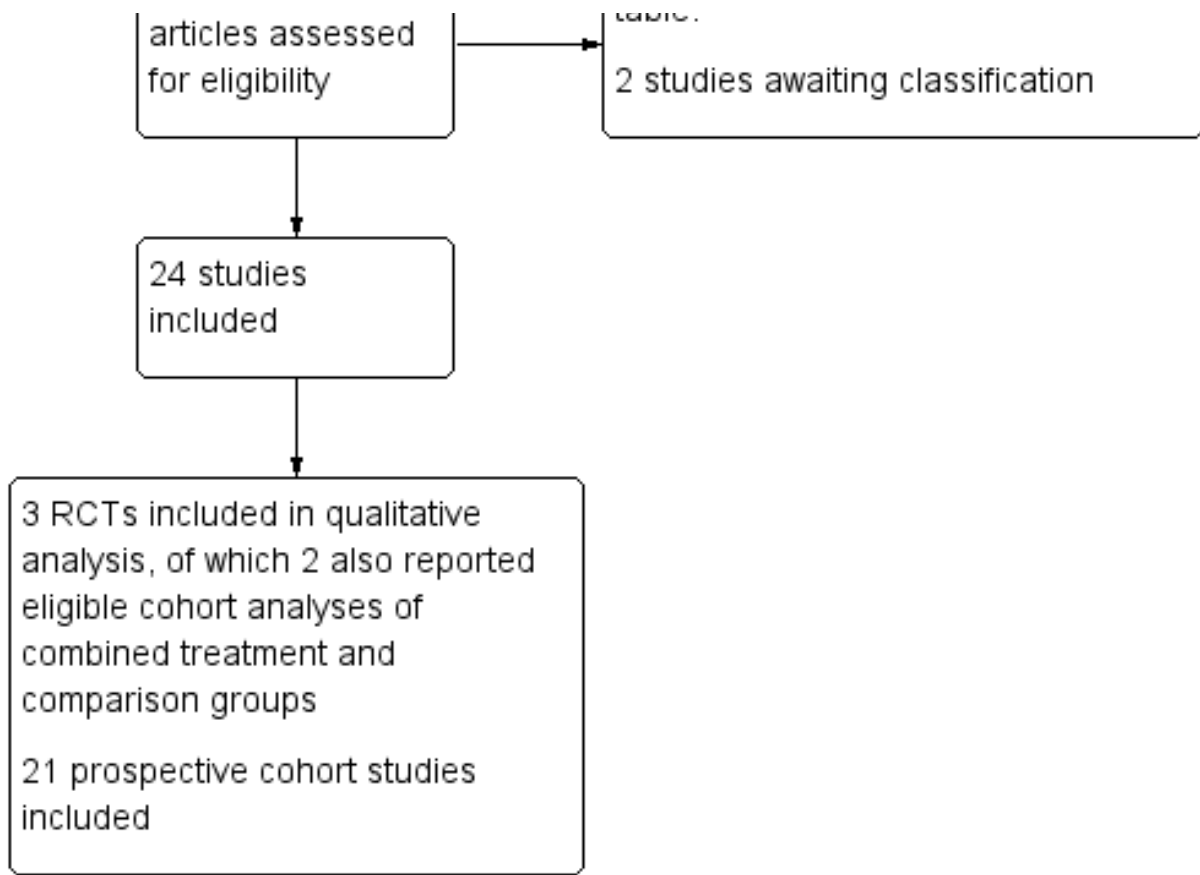 articles assessed
for eligibility
2 studies awaiting classification
24 studies
included
3 RCTs included in qualitative
analysis, of which 2 also reported
eligible cohort analyses of
combined treatment and
comparison groups
21 prospective cohort studies
included